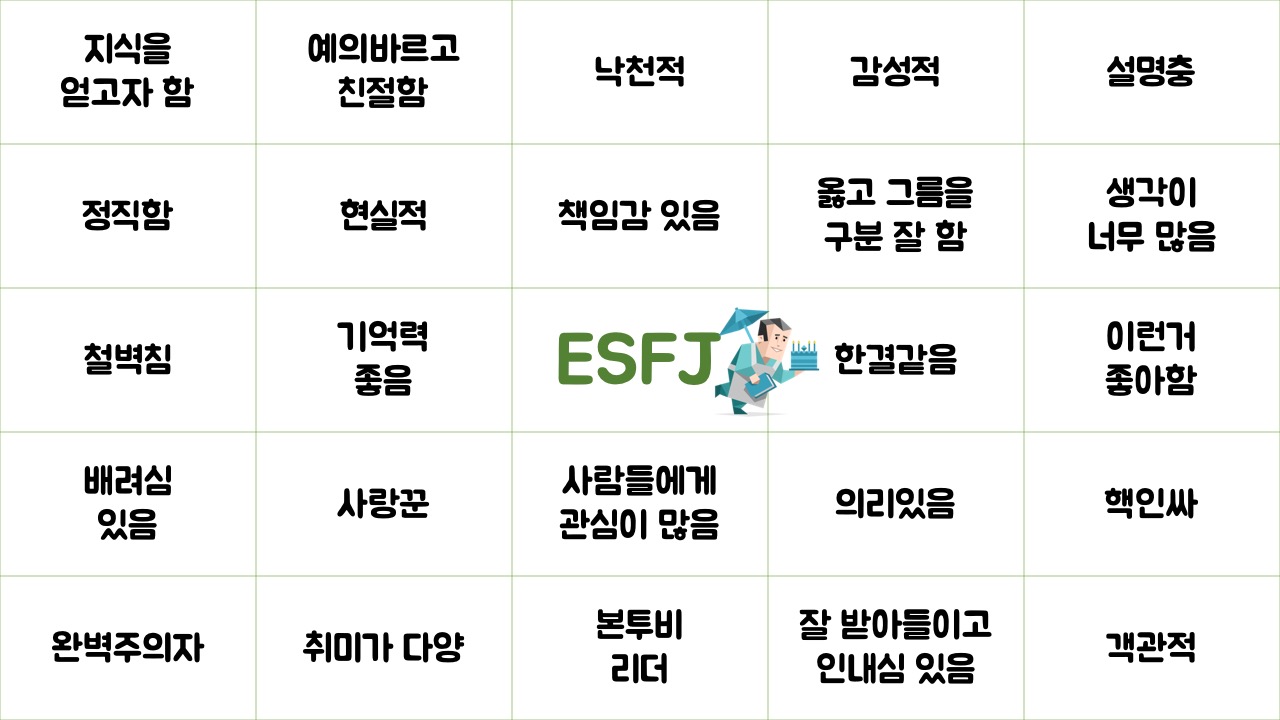 지식을
얻고자 함
예의바르고
친절함
낙천적
감성적
설명충
정직함
현실적
책임감 있음
옳고 그름을
구분 잘 함
생각이
너무 많음
철벽침
기억력
좋음
ESFJ
한결같음
이런거
좋아함
배려심
있음
사랑꾼
사람들에게
관심이 많음
의리있음
핵인싸
완벽주의자
취미가 다양
본투비
리더
잘 받아들이고
인내심 있음
객관적